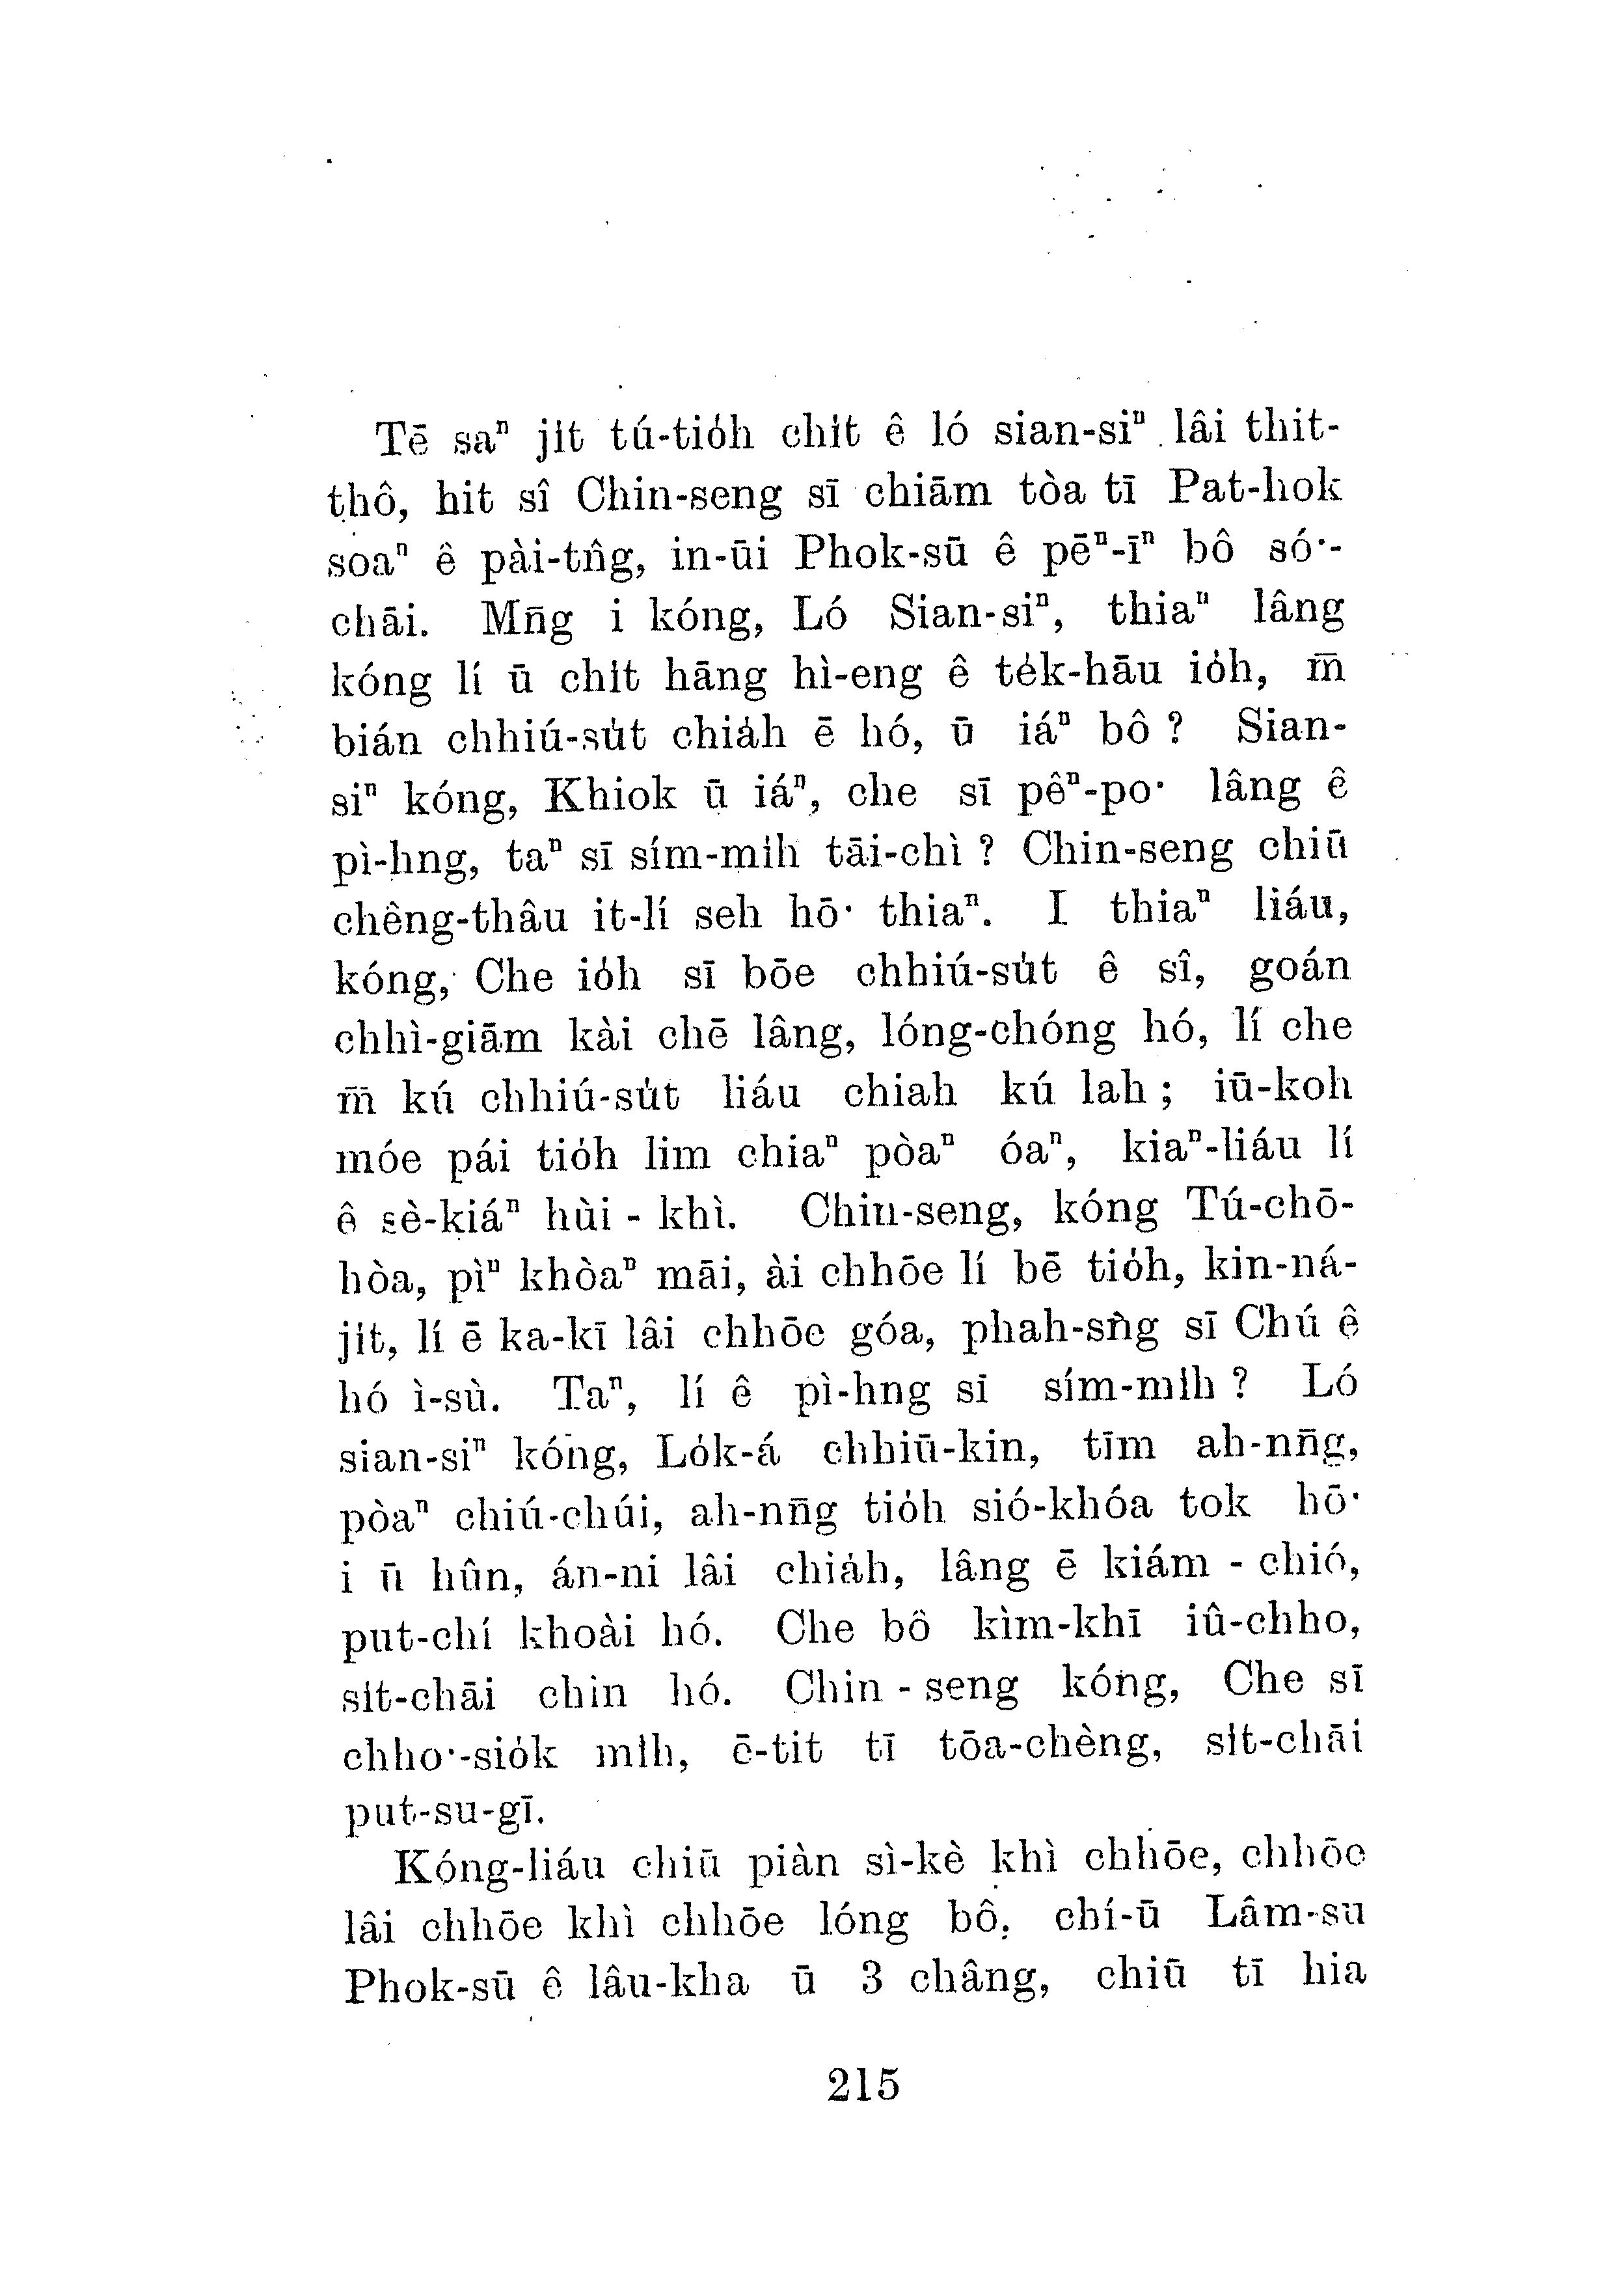 Tē saⁿ ji̍t tú-tio̍h chi̍t ê ló sian-siⁿ lâi thit-
thô, hit sî Chin-seng sī chiām tòa tī Pat-hok
soaⁿ ê pài-tn̂g, in-ūi Phok-sū ê pēⁿ-īⁿ bô só͘-
chāi. Mn̄g i kóng, Ló Sian-siⁿ, thiaⁿ lâng
kóng lí ū chi̍t hāng hì-eng ê te̍k-hāu io̍h, m̄
bián chhiú-su̍t chia̍h ē hó, ū iáⁿ bô ? Sian-
siⁿ kóng, Khiok ū iáⁿ, che sī pêⁿ-po͘ lâng ê
pì-hng, taⁿ sī sím-mi̍h tāi-chì ? Chin-seng chiū
chêng-thâu it-lí seh hō͘ thiaⁿ. I thiaⁿ liáu,
kóng, Che io̍h sī bōe chhiú-su̍t ê sî, goán
chhì-giām kài chē lâng, lóng-chóng hó, lí che
m̄ kú chhiú-su̍t liáu chiah kú lah ; iū-koh
móe pái tio̍h lim chiaⁿ pòaⁿ óaⁿ, kiaⁿ-liáu lí
ê sè-kiáⁿ hùi - khì. Chin-seng, kóng Tú-chō-
hòa, pìⁿ khòaⁿ māi, ài chhōe lí bē tio̍h, kin-ná-
ji̍t, lí ē ka-kī lâi chhōe góa, phah-sǹg sī Chú ê
hó ì-sù. Taⁿ, lí ê pì-hng sī sím-mi̍h ? Ló
sian-siⁿ kóng, Lo̍k-á chhiū-kin, tīm ah-nn̄g,
pòaⁿ chiú-chúi, ah-nn̄g tio̍h sió-khóa tok hō͘
i ū hûn, án-ni lâi chia̍h, lâng ē kiám - chió,
put-chí khoài hó. Che bô kìm-khī iû-chho,
si̍t-chāi chin hó. Chin - seng kóng, Che sī
chho͘-sio̍k mi̍h, ē-tit tī tōa-chèng, si̍t-chāi
put-su-gī.
Kóng-liáu chiū piàn sì-kè khì chhōe, chhōe
lâi chhōe khì chhōe lóng bô. chí-ū Lâm-su
Phok-sū ê lâu-kha ū 3 châng, chiū tī hia
215